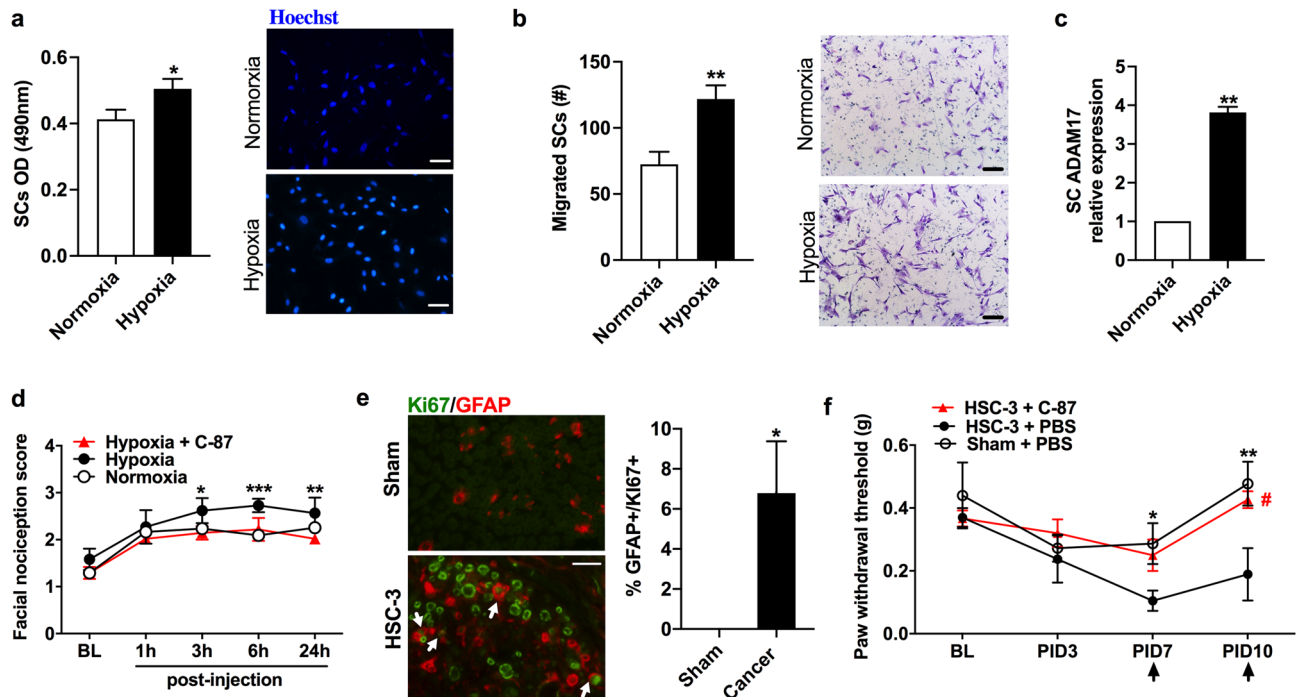 a
Hoechst
SCs OD (490nm)
0.6
0.4
0.2
0.0
*
Normoxia
Hypoxia
Normorxia
Hypoxia
b
Migrated SCs (#)
150
100
50
0
**
Normoxia
Hypoxia
Normorxia
Hypoxia
c
SC ADAM17
relative expression
5
4
3
2
1
0
**
Normoxia
Hypoxia
d
Facial nociception score
Hypoxia + C-87
Hypoxia
Normoxia
4
3
2
1
0
* *** **
BL 1h 3h 6h 24h
post-injection
e
Ki67/GFAP
Sham
HSC-3
% GFAP+/KI67+
10
8
6
4
2
0
*
Sham
Cancer
f
Paw withdrawal threshold (g)
HSC-3 + C-87
HSC-3 + PBS
Sham + PBS
0.6
0.4
0.2
0.0
* **
#
BL PID3 PID7 PID10